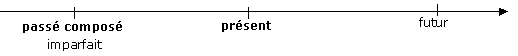 passé composé
imparfait
présent
futur